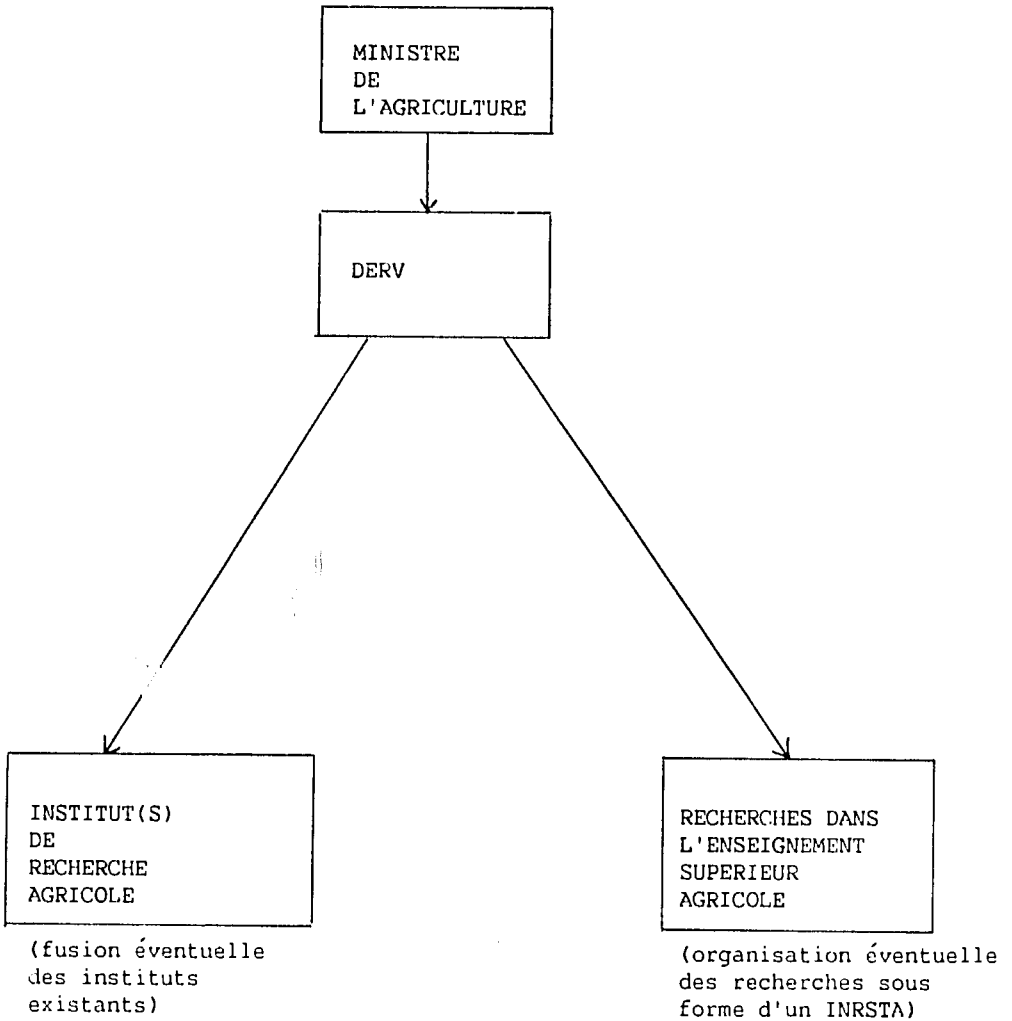 MINISTRE
DE
L'AGRICULTURE
DERV
INSTITUT(S)
DE
RECHERCHE
AGRICOLE
(fusion éventuelle
des instituts
existants)
RECHERCHES DANS
L'ENSEIGNEMENT
SUPERIEUR
AGRICOLE
(organisation éventuelle
des recherches sous
forme d'un INRSTA)